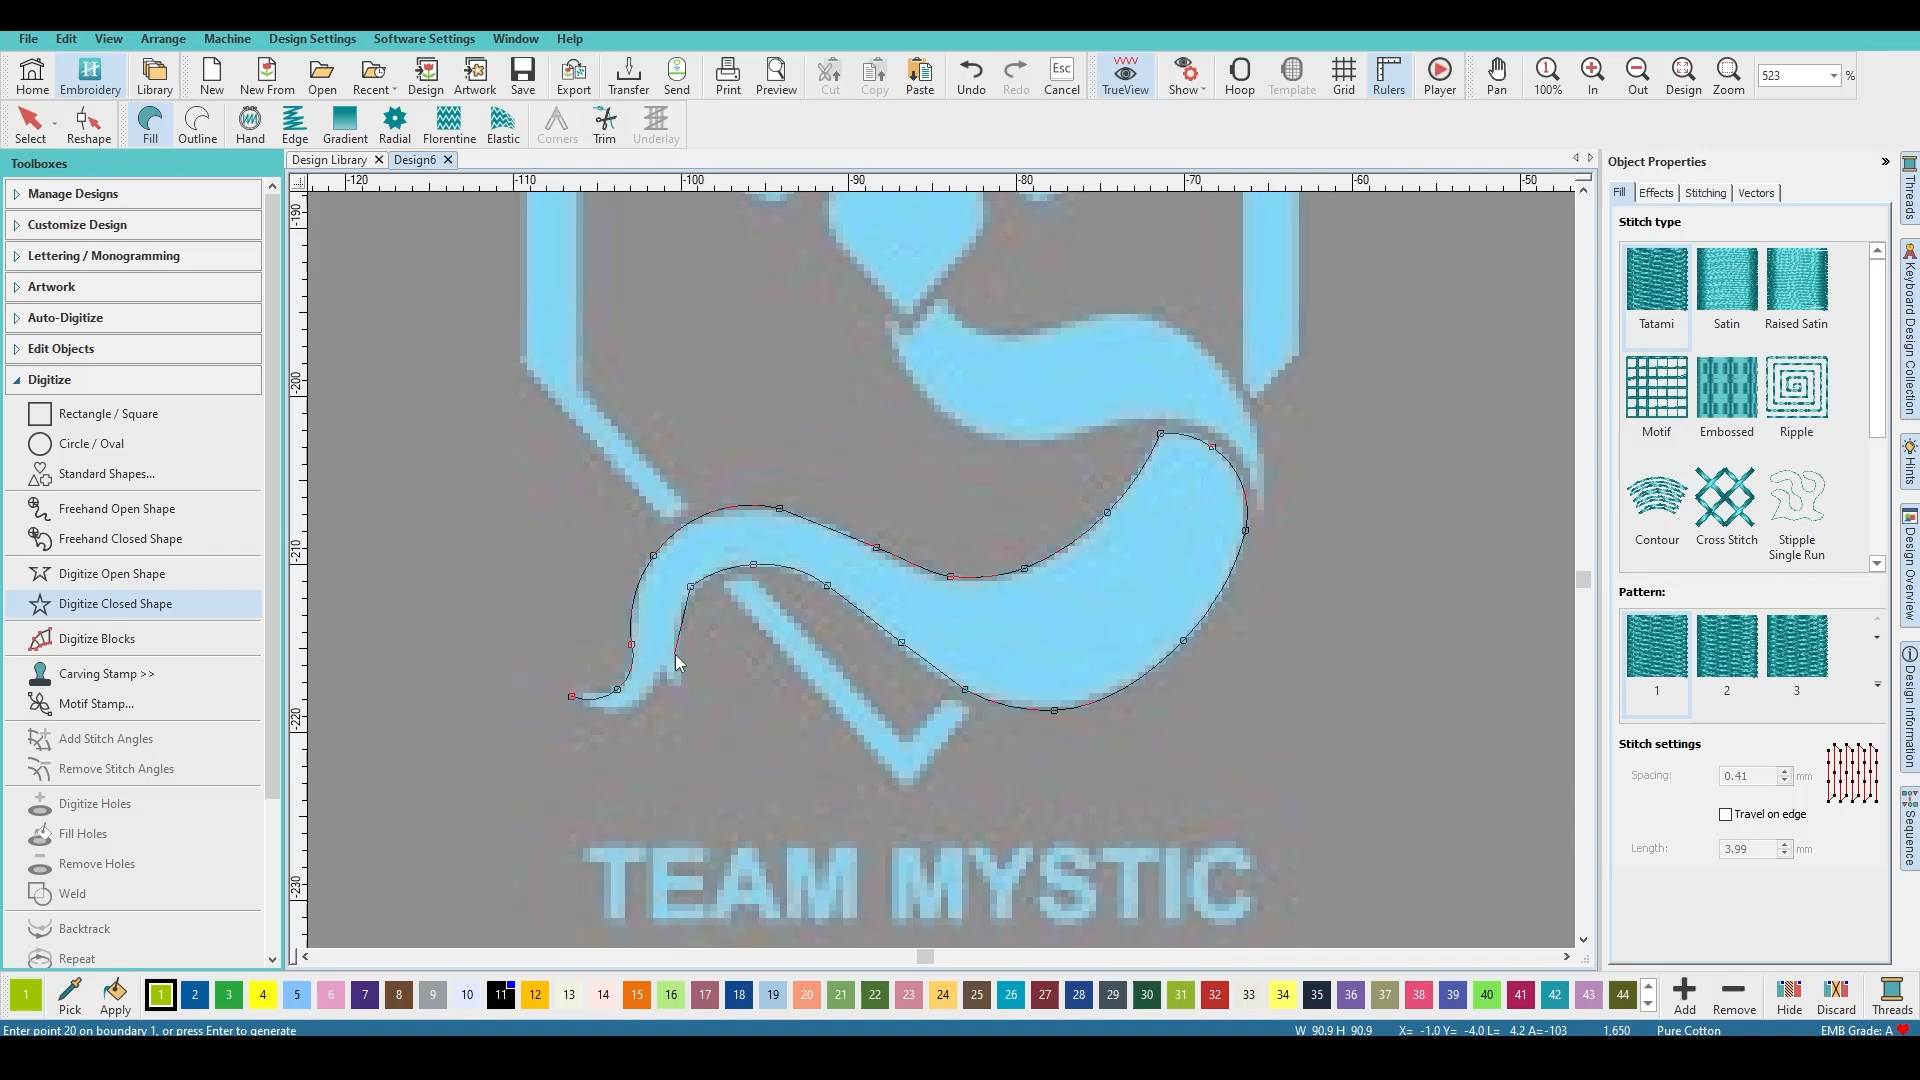 File Edit View Arrange Machine Design Settings Software Settings Window Help
Home Embroidery Library New New From Open Recent Design Artwork Save Export Transfer Send Print Preview Cut Copy Paste Undo Redo Esc Cancel TrueView Show Hoop Template Grid Rulers Player Pan 1 100% In Out Design Zoom 523 %
Select Reshape Fill Outline Hand Edge Gradient Radial Florentine Elastic Corners Trim Underlay
Toolboxes
Design Library Design6
Object Properties
Manage Designs
Customize Design
Lettering / Monogramming
Artwork
Auto-Digitize
Edit Objects
Digitize
Rectangle / Square
Circle / Oval
Standard Shapes...
Freehand Open Shape
Freehand Closed Shape
Digitize Open Shape
Digitize Closed Shape
Digitize Blocks
Carving Stamp >>
Motif Stamp...
Add Stitch Angles
Remove Stitch Angles
Digitize Holes
Fill Holes
Remove Holes
Weld
Backtrack
Repeat
-120 -110 -100 -90 -80 -70 -60 -50
-190
-200
-210
-220
-230
TEAM MYSTIC
Fill Effects Stitching Vectors
Stitch type
Tatami Satin Raised Satin
Motif Embossed Ripple
Contour Cross Stitch Stipple Single Run
Pattern:
1 2 3
Stitch settings
Spacing: 0.41 mm
Travel on edge
Length: 3.99 mm
Threads
Keyboard Design Collection
Hints
Design Overview
Design Information
Sequence
1 Pick Apply 1 2 3 4 5 6 7 8 9 10 11 12 13 14 15 16 17 18 19 20 21 22 23 24 25 26 27 28 29 30 31 32 33 34 35 36 37 38 39 40 41 42 43 44 Add Remove Hide Discard Threads
Enter point 20 on boundary 1, or press Enter to generate W 90.9 H 90.9 X= -1.0 Y= -4.0 L= 4.2 A=-103 1,650 Pure Cotton EMB Grade: A